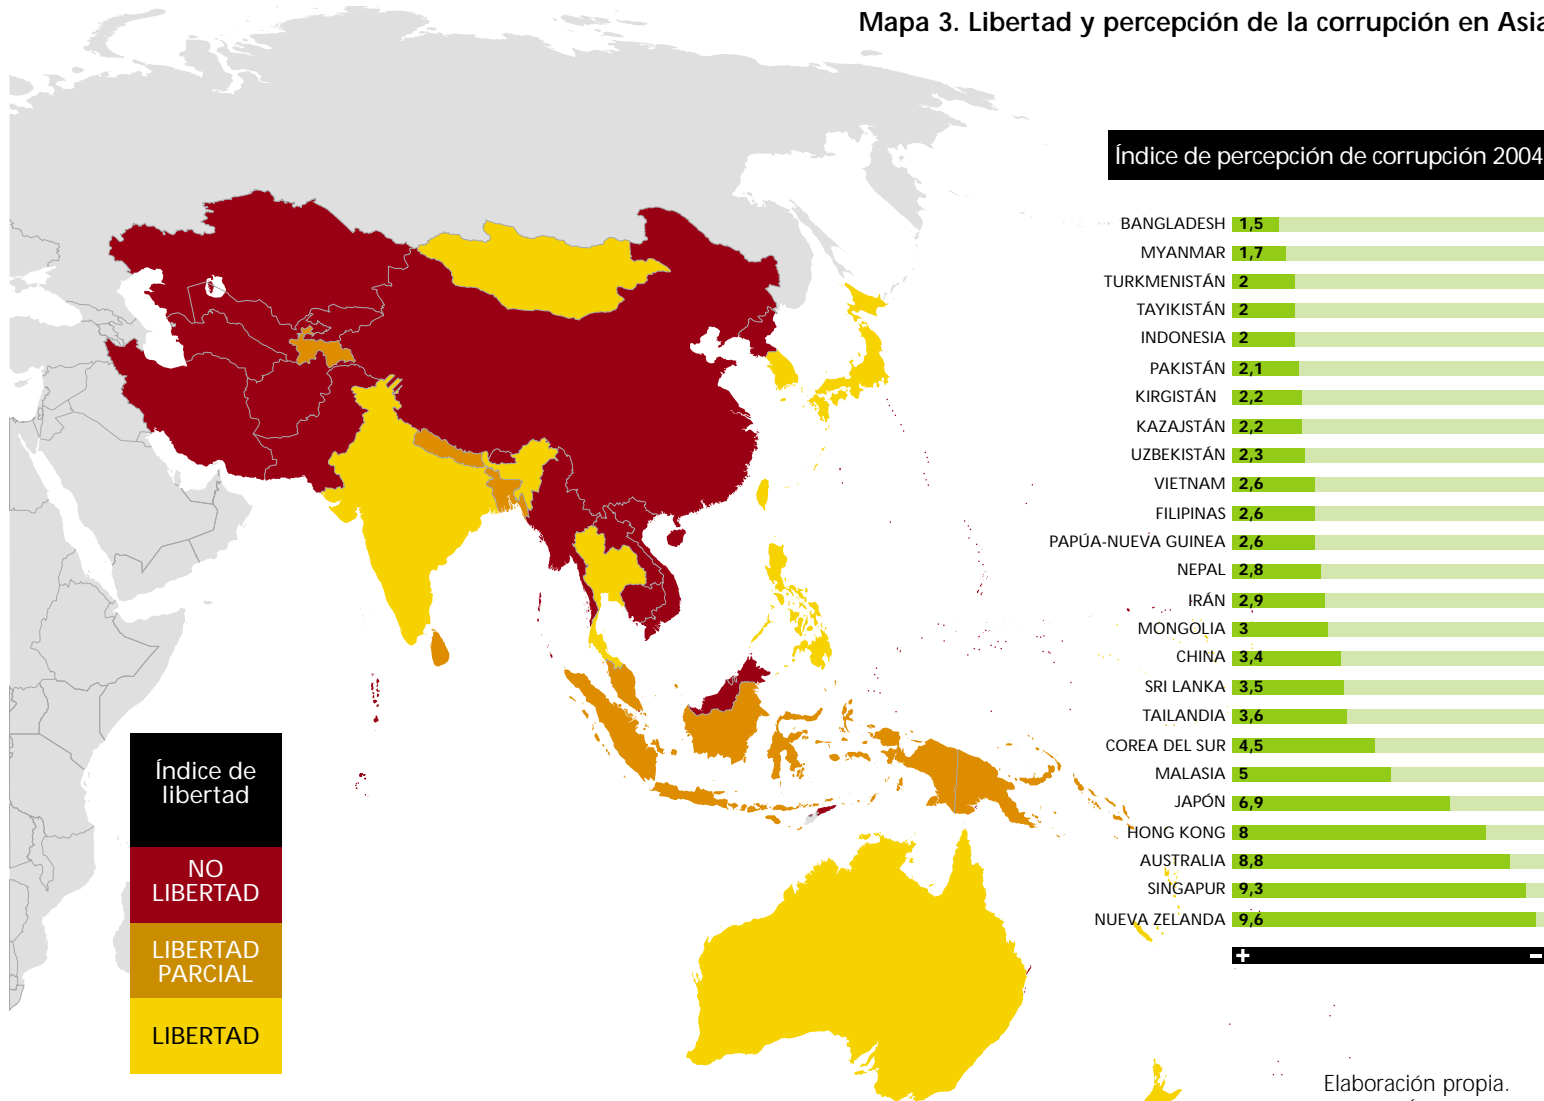 Mapa 3. Libertad y percepción de la corrupción en Asia
Índice de percepción de corrupción 2004
BANGLADESH 1,5
MYANMAR 1,7
TURKMENISTÁN 2
TAYIKISTÁN 2
INDONESIA 2
PAKISTÁN 2,1
KIRGISTÁN 2,2
KAZAJSTÁN 2,2
UZBEKISTÁN 2,3
VIETNAM 2,6
FILIPINAS 2,6
PAPÚA-NUEVA GUINEA 2,6
NEPAL 2,8
IRÁN 2,9
MONGOLIA 3
CHINA 3,4
SRI LANKA 3,5
TAILANDIA 3,6
COREA DEL SUR 4,5
MALASIA 5
JAPÓN 6,9
HONG KONG 8
AUSTRALIA 8,8
SINGAPUR 9,3
NUEVA ZELANDA 9,6
+ −
Índice de
libertad
NO
LIBERTAD
LIBERTAD
PARCIAL
LIBERTAD
Elaboración propia.